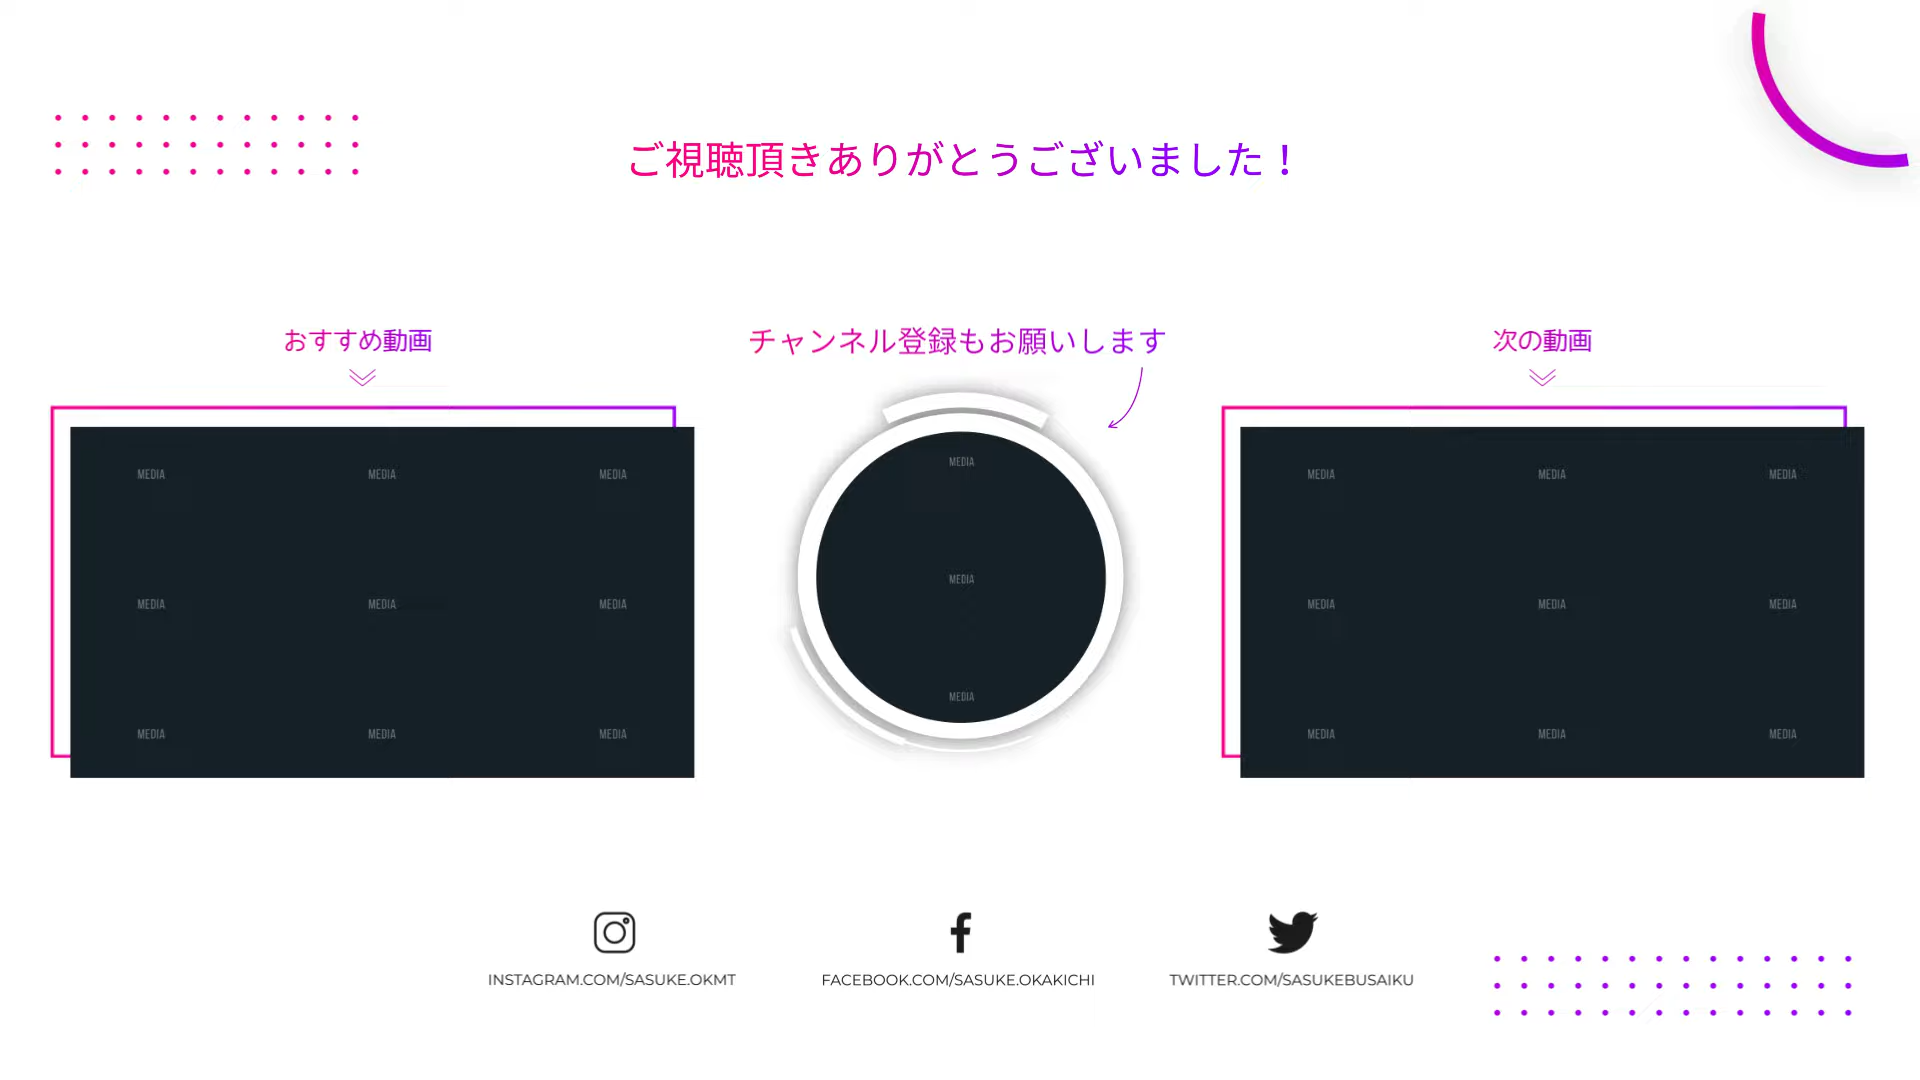 ご視聴頂きありがとうございました！
おすすめ動画
チャンネル登録もお願いします
次の動画
MEDIA MEDIA MEDIA
MEDIA MEDIA MEDIA
MEDIA MEDIA MEDIA
MEDIA
MEDIA
MEDIA
MEDIA MEDIA MEDIA
MEDIA MEDIA MEDIA
MEDIA MEDIA MEDIA
INSTAGRAM.COM/SASUKE.OKMT
FACEBOOK.COM/SASUKE.OKAKICHI
TWITTER.COM/SASUKEBUSAIKU